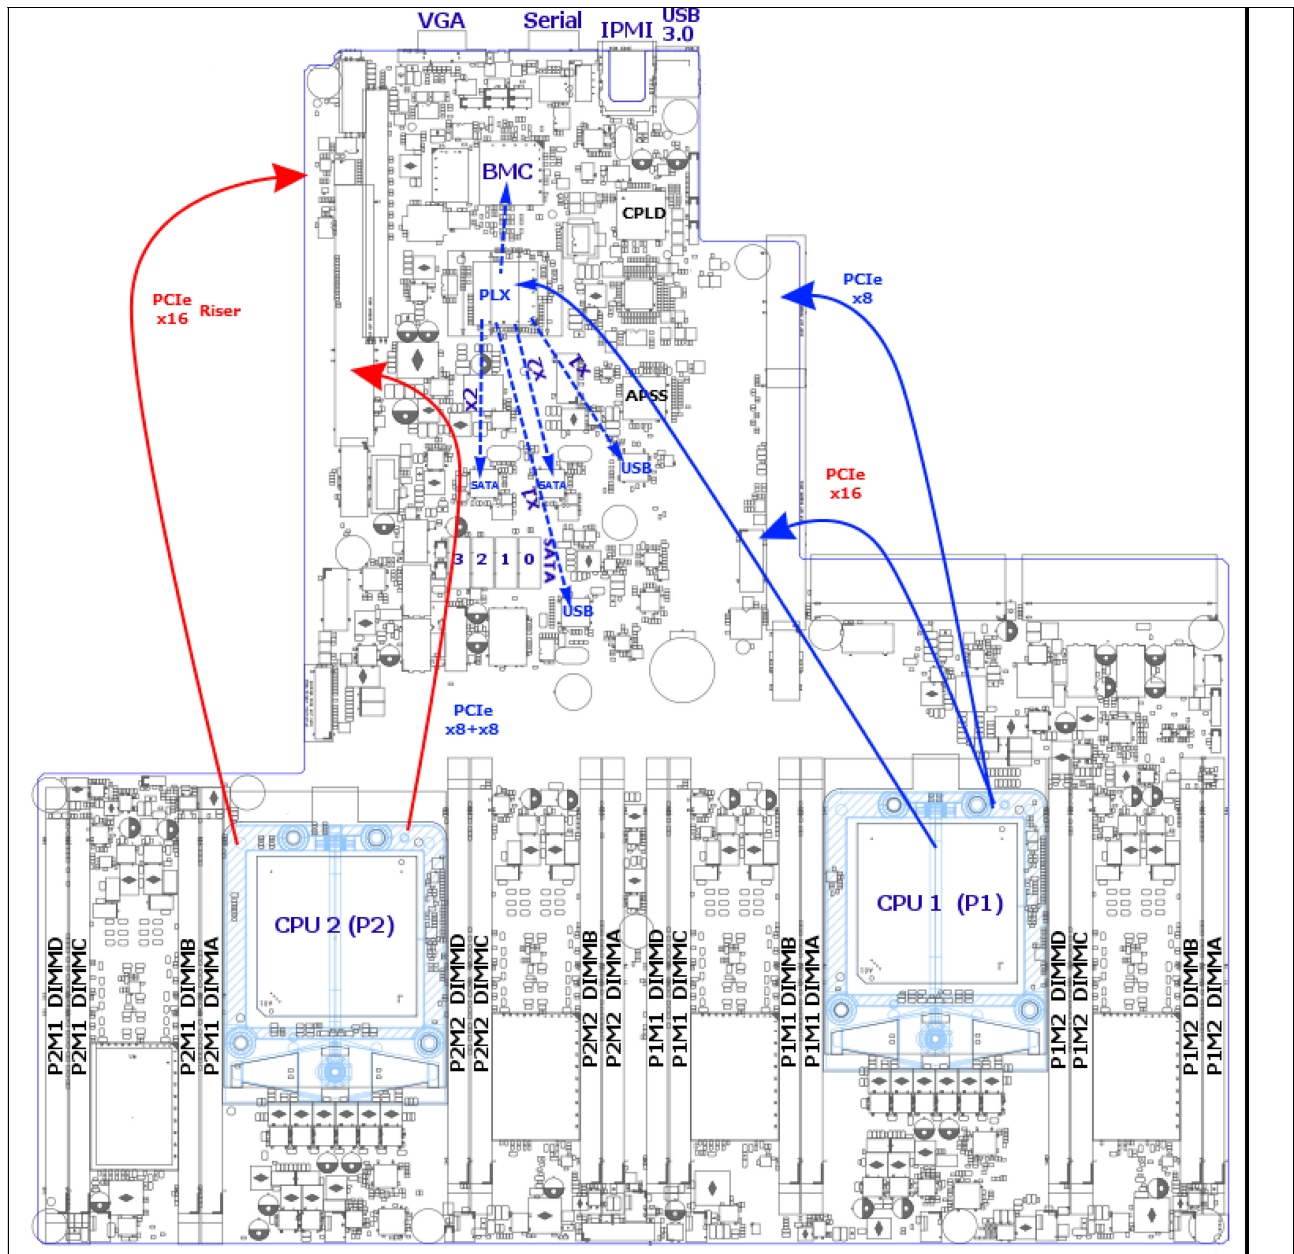 VGA
Serial
IPMI
USB
3.0
BMC
CPLD
PLX
PCIe
x8
PCIe
x16 Riser
x2
x2
x1
APSS
USB
SATA
SATA
x1
PCIe
x16
3 2 1 0
SATA
USB
PCIe
x8+x8
CPU 2 (P2)
CPU 1 (P1)
P2M1 DIMMD
P2M1 DIMMC
P2M1 DIMMB
P2M1 DIMMA
P2M2 DIMMD
P2M2 DIMMC
P2M2 DIMMB
P2M2 DIMMA
P1M1 DIMMD
P1M1 DIMMC
P1M1 DIMMB
P1M1 DIMMA
P1M2 DIMMD
P1M2 DIMMC
P1M2 DIMMB
P1M2 DIMMA